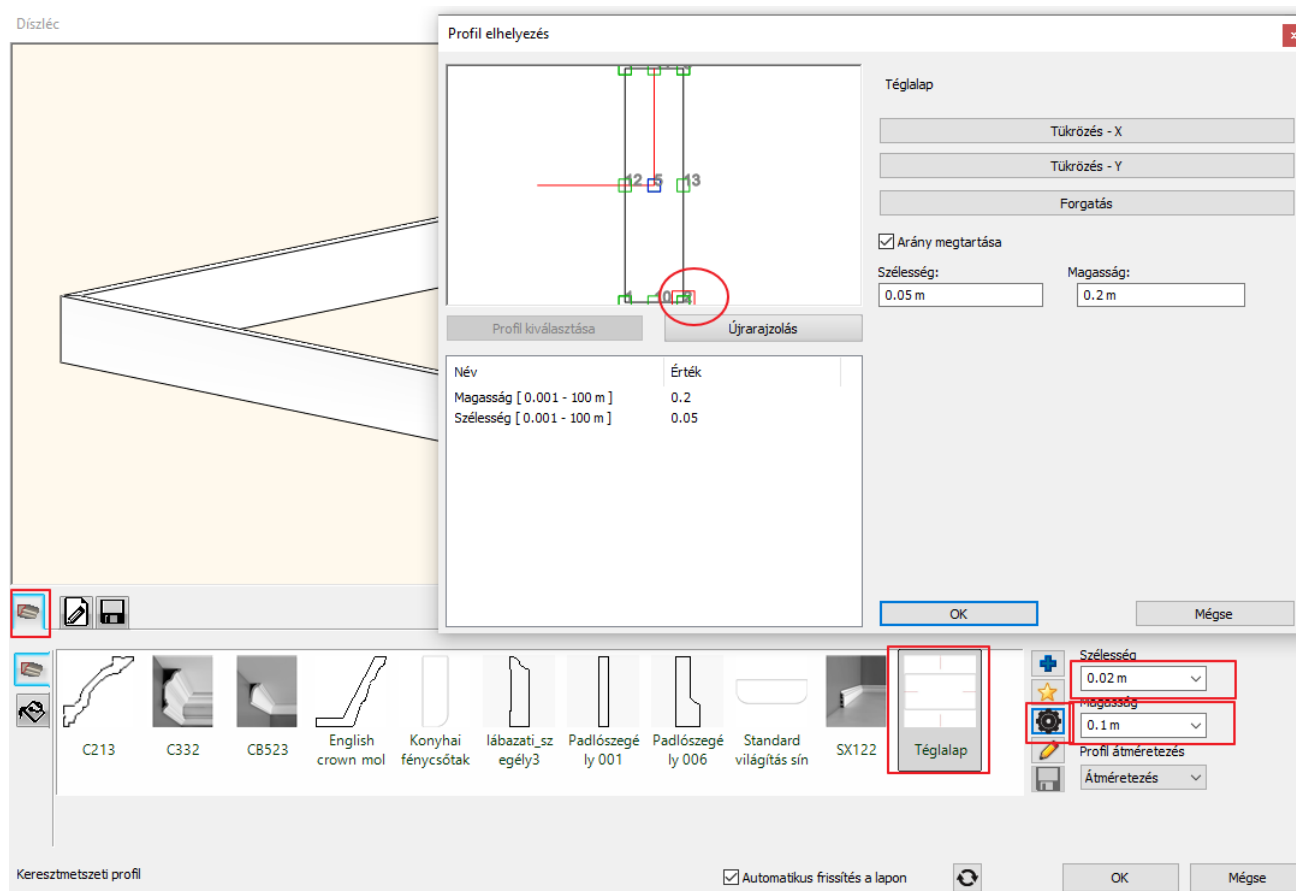 Díszléc
Profil elhelyezés
Téglalap
Tükrözés - X
Tükrözés - Y
Forgatás
12 5 13
Arány megtartása
Szélesség: Magasság:
0.05 m 0.2 m
1 10
Profil kiválasztása Újrarajzolás
Név Érték
Magasság [ 0.001 - 100 m ] 0.2
Szélesség [ 0.001 - 100 m ] 0.05
OK Mégse
Szélesség
0.02 m
Magasság
0.1 m
Profil átméretezés
Átméretezés
C213 C332 CB523 English crown mol Konyhai fénycsőtak lábazati_sz egély3 Padlószegé ly 001 Padlószegé ly 006 Standard világítás sín SX122 Téglalap
Keresztmetszeti profil Automatikus frissítés a lapon OK Mégse